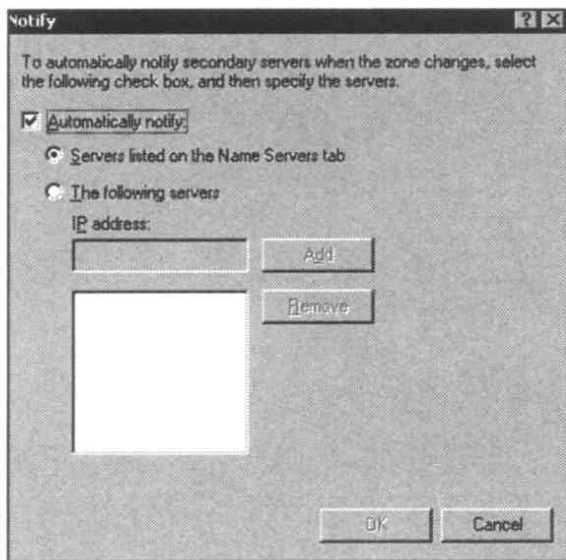 Notify
To automatically notify secondary servers when the zone changes, select
the following check box, and then specify the servers.
Automatically notify:
Servers listed on the Name Servers tab
The following servers
IP address:
Add
Remove
OK
Cancel